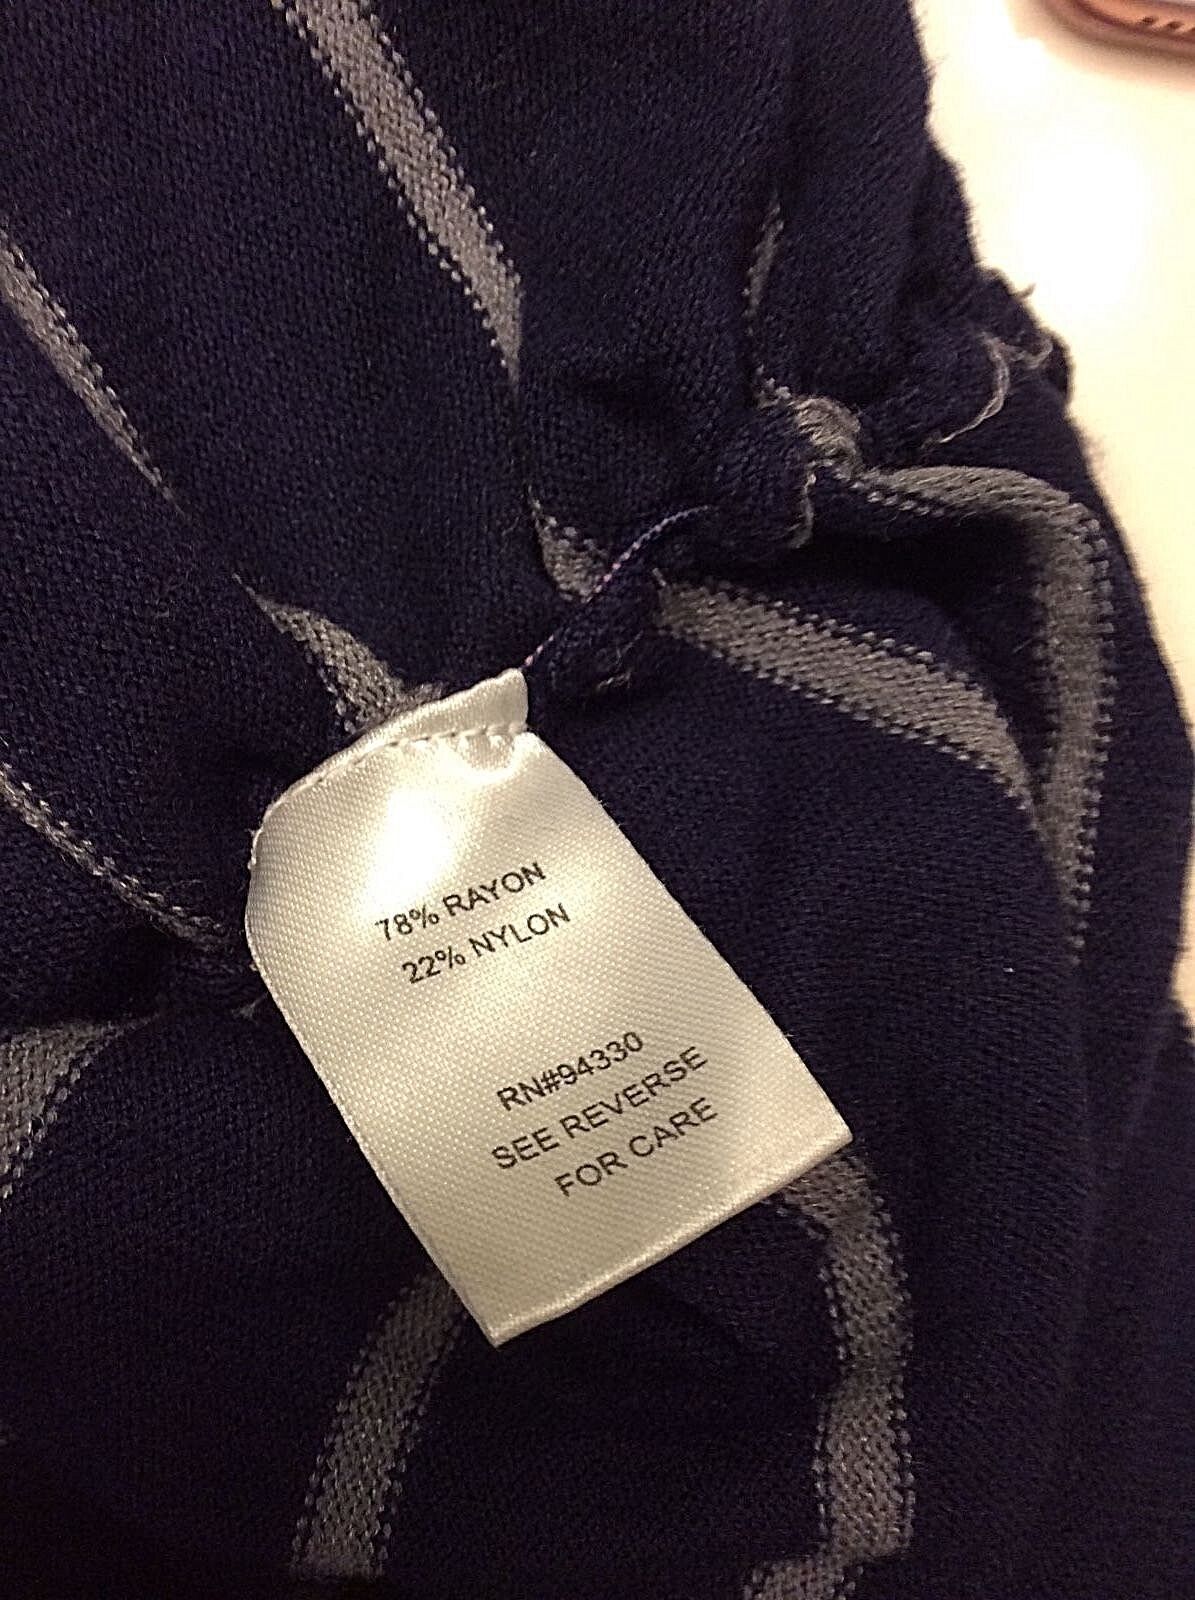 78% RAYON
22% NYLON
RN#94330
SEE REVERSE
FOR CARE